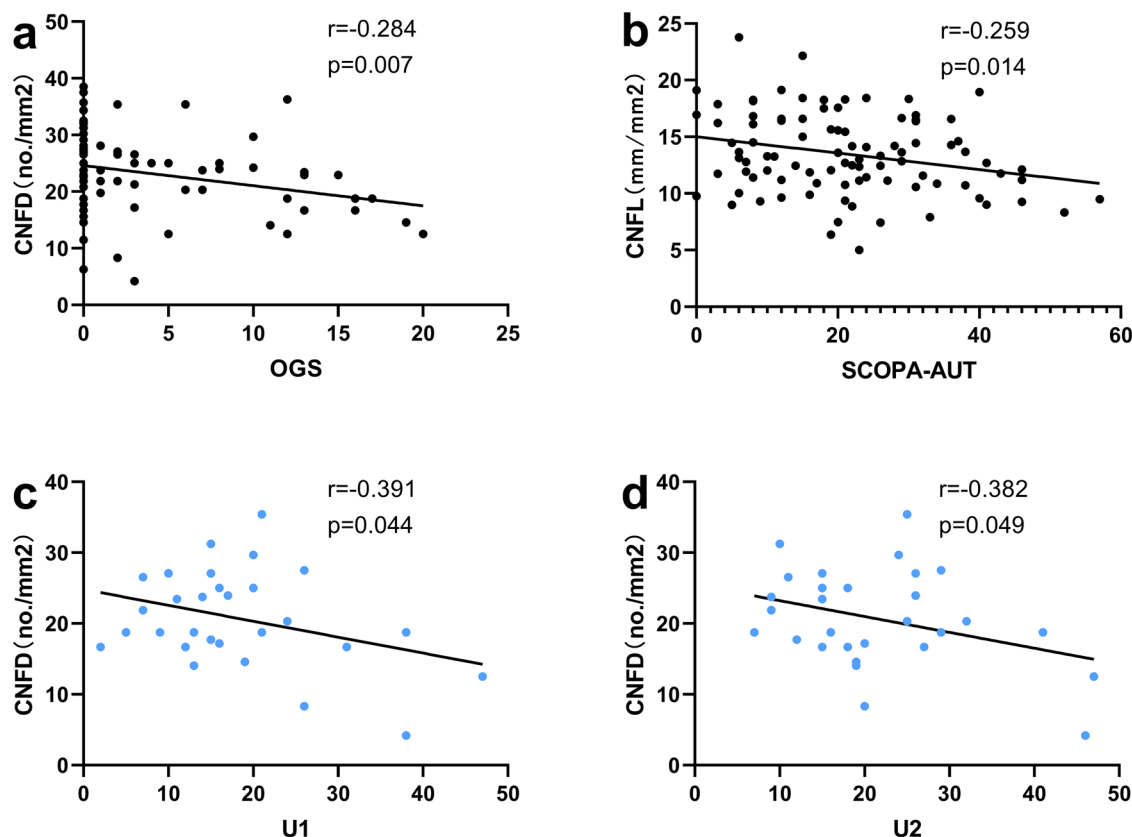 a
r=-0.284
p=0.007
CNFD(no./mm2)
50
40
30
20
10
0
0 5 10 15 20 25
OGS
b
r=-0.259
p=0.014
CNFL(mm/mm2)
25
20
15
10
5
0
0 20 40 60
SCOPA-AUT
c
r=-0.391
p=0.044
CNFD(no./mm2)
40
30
20
10
0
0 10 20 30 40 50
U1
d
r=-0.382
p=0.049
CNFD(no./mm2)
40
30
20
10
0
0 10 20 30 40 50
U2